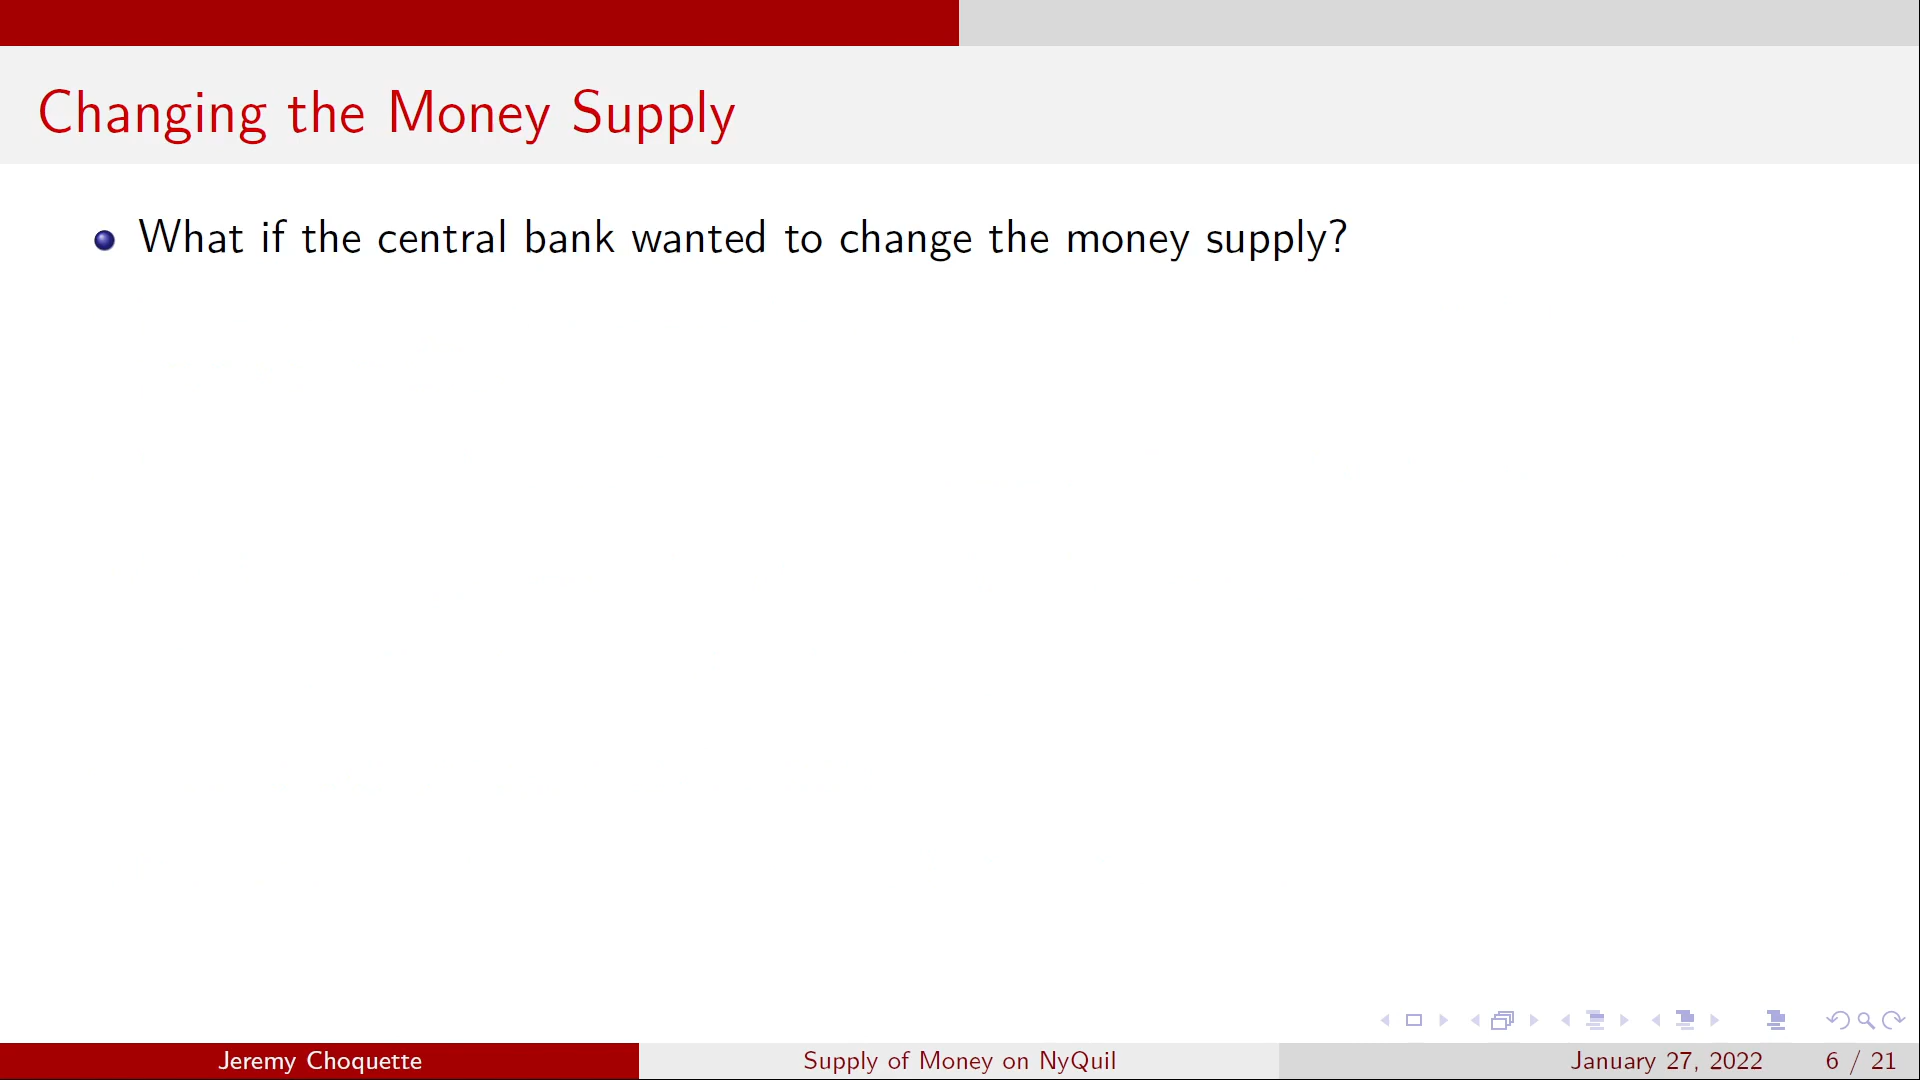 Changing the Money Supply
What if the central bank wanted to change the money supply?
Jeremy Choquette
Supply of Money on NyQuil
January 27, 2022
6 / 21